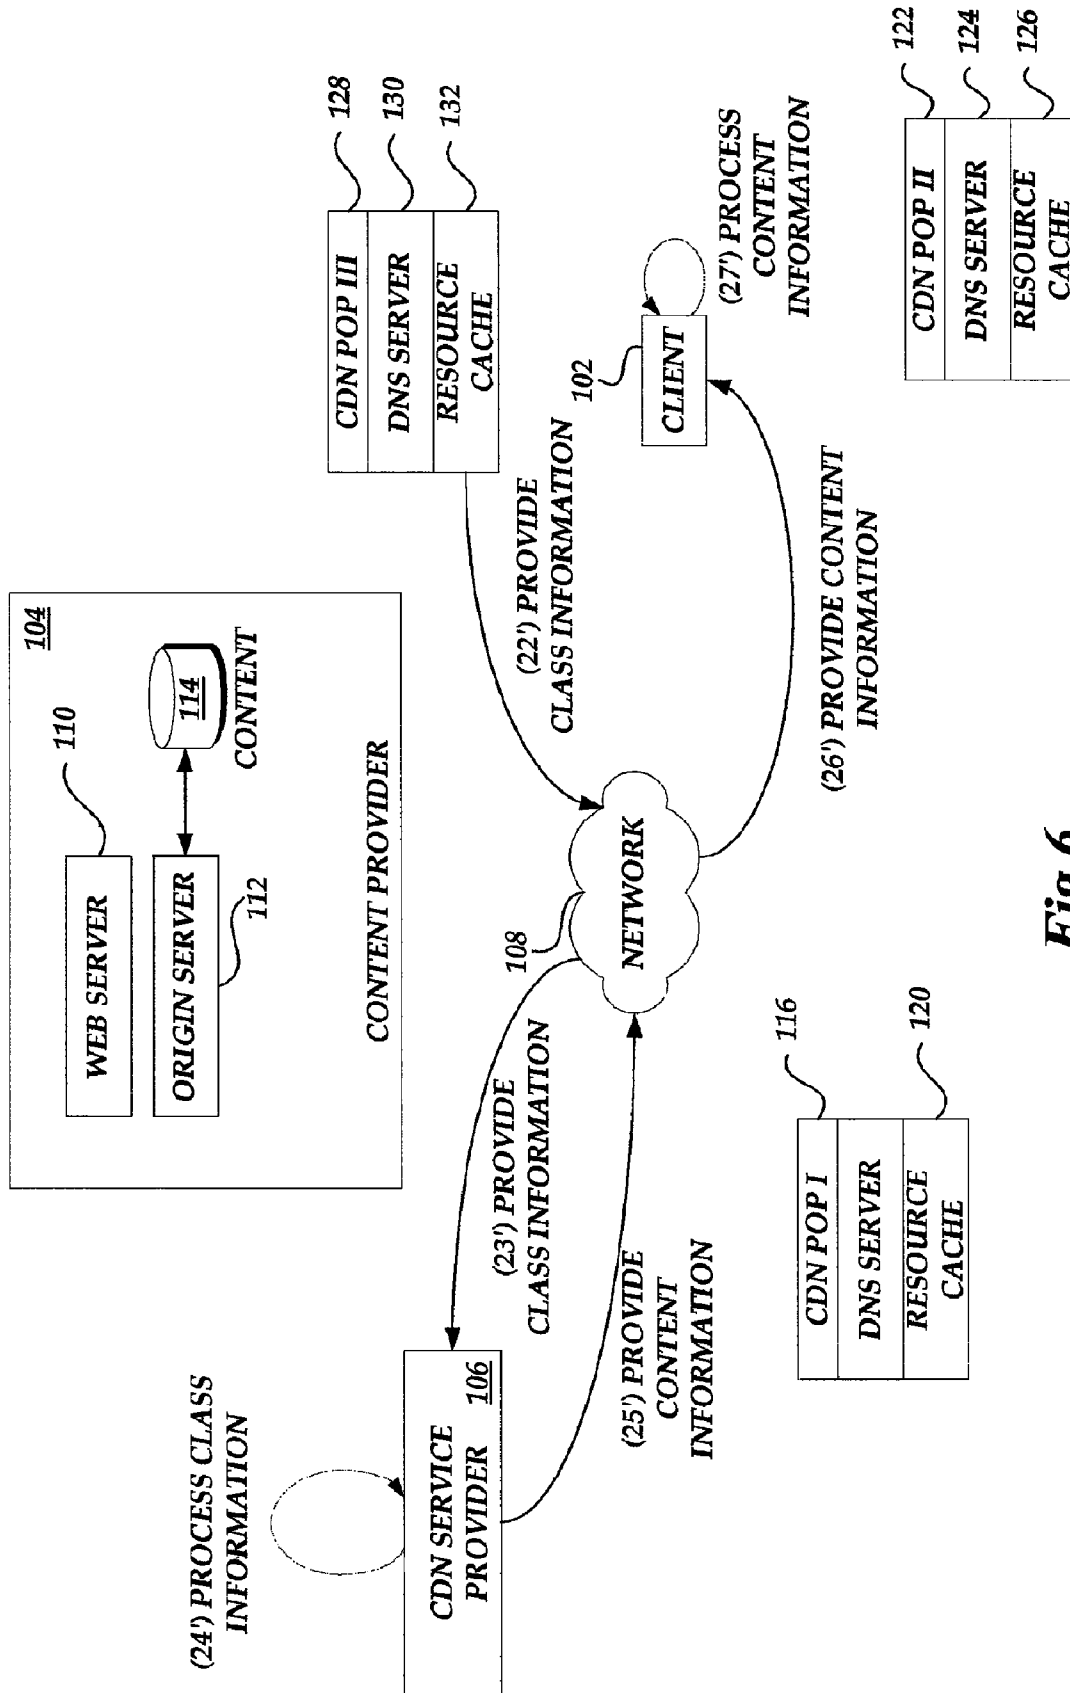 (24') PROCESS CLASS
INFORMATION
CDN SERVICE
PROVIDER
106
104
WEB SERVER
110
ORIGIN SERVER
112
114
CONTENT
CONTENT PROVIDER
(23') PROVIDE
CLASS INFORMATION
(25') PROVIDE
CONTENT
INFORMATION
108
NETWORK
(22') PROVIDE
CLASS INFORMATION
(26') PROVIDE CONTENT
INFORMATION
CDN POP III
128
DNS SERVER
130
RESOURCE
CACHE
132
102
CLIENT
(27') PROCESS
CONTENT
INFORMATION
CDN POP I
116
DNS SERVER
RESOURCE
CACHE
120
CDN POP II
122
DNS SERVER
124
RESOURCE
CACHE
126
Fig.6